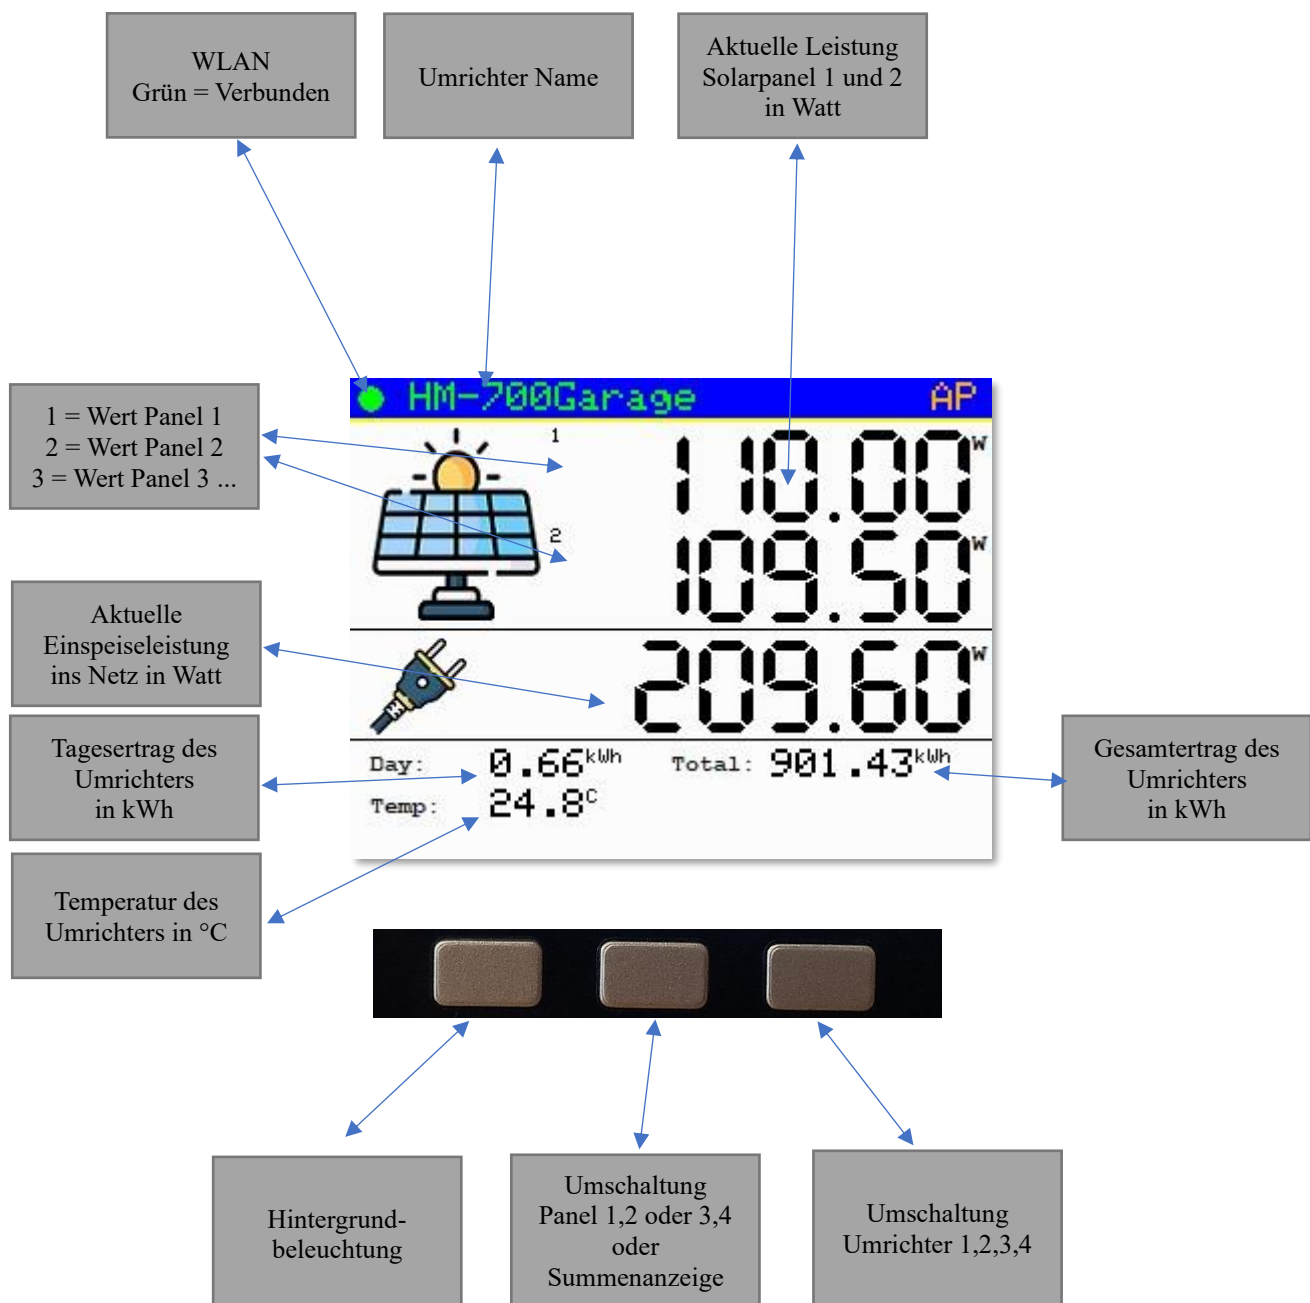 WLAN
Grün = Verbunden
Umrichter Name
Aktuelle Leistung
Solarpanel 1 und 2
in Watt
1 = Wert Panel 1
2 = Wert Panel 2
3 = Wert Panel 3 ...
HM-700Garage AP
1 110.00 W
2 109.50 W
Aktuelle
Einspeiseleistung
ins Netz in Watt
209.60 W
Tagesertrag des
Umrichters
in kWh
Day: 0.66 kWh Total: 901.43 kWh
Temp: 24.8 C
Gesamtertrag des
Umrichters
in kWh
Temperatur des
Umrichters in °C
Hintergrund-
beleuchtung
Umschaltung
Panel 1,2 oder 3,4
oder
Summenanzeige
Umschaltung
Umrichter 1,2,3,4